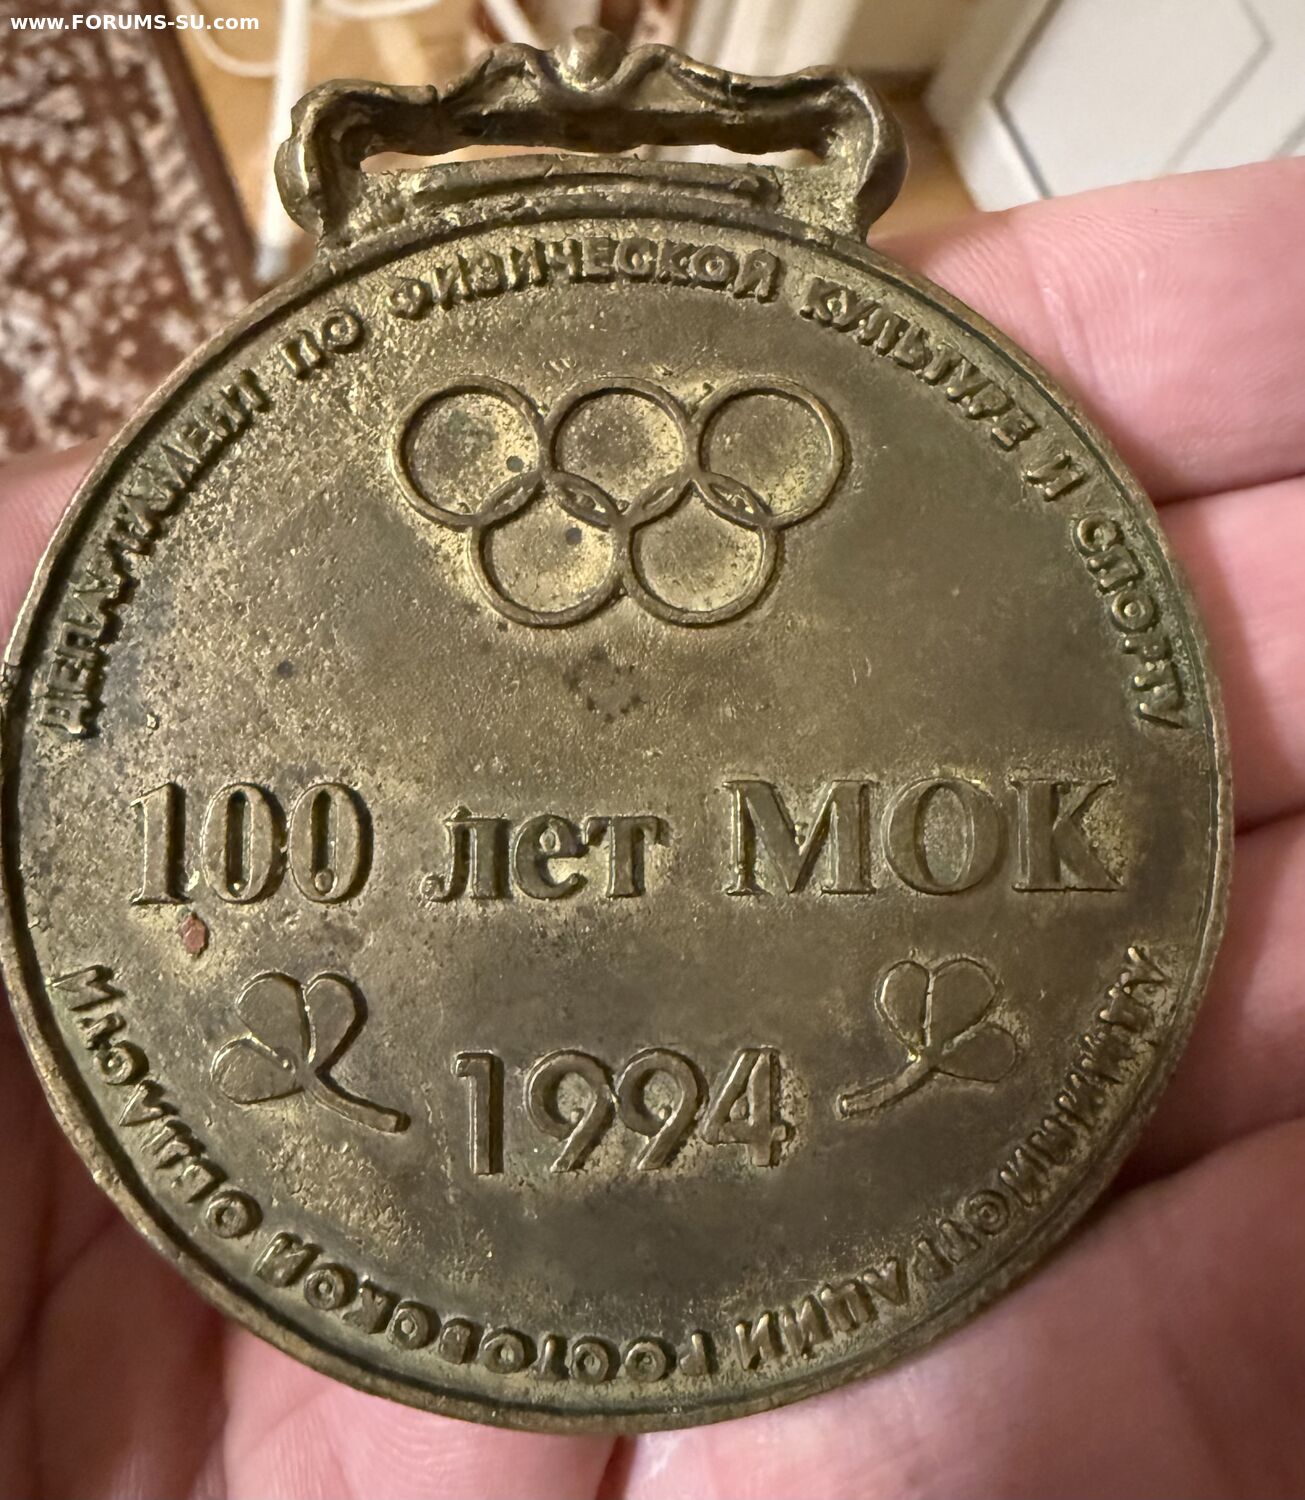 www.FORUMS-SU.com
ДЕПАРТАМЕНТ ПО ФИЗИЧЕСКОЙ КУЛЬТУРЕ И СПОРТУ
100 лет МОК
1994
АДМИНИСТРАЦИИ РОСТОВСКОЙ ОБЛАСТИ